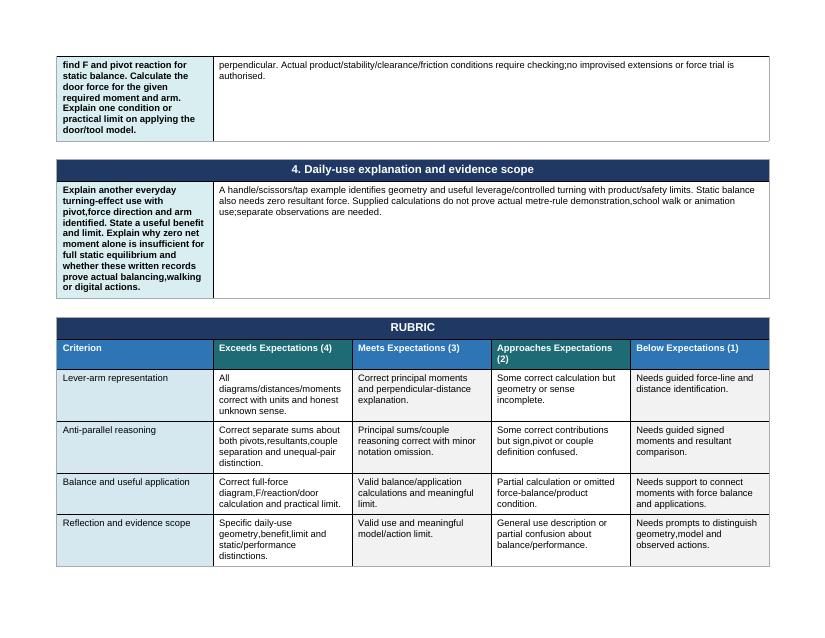 find F and pivot reaction for
static balance. Calculate the
door force for the given
required moment and arm.
Explain one condition or
practical limit on applying the
door/tool model.
perpendicular. Actual product/stability/clearance/friction conditions require checking;no improvised extensions or force trial is
authorised.
4. Daily-use explanation and evidence scope
Explain another everyday
turning-effect use with
pivot,force direction and arm
identified. State a useful benefit
and limit. Explain why zero net
moment alone is insufficient for
full static equilibrium and
whether these written records
prove actual balancing,walking
or digital actions.
A handle/scissors/tap example identifies geometry and useful leverage/controlled turning with product/safety limits. Static balance
also needs zero resultant force. Supplied calculations do not prove actual metre-rule demonstration,school walk or animation
use;separate observations are needed.
RUBRIC
Criterion
Exceeds Expectations (4)
Meets Expectations (3)
Approaches Expectations
(2)
Below Expectations (1)
Lever-arm representation
All
diagrams/distances/moments
correct with units and honest
unknown sense.
Correct principal moments
and perpendicular-distance
explanation.
Some correct calculation but
geometry or sense
incomplete.
Needs guided force-line and
distance identification.
Anti-parallel reasoning
Correct separate sums about
both pivots,resultants,couple
separation and unequal-pair
distinction.
Principal sums/couple
reasoning correct with minor
notation omission.
Some correct contributions
but sign,pivot or couple
definition confused.
Needs guided signed
moments and resultant
comparison.
Balance and useful application
Correct full-force
diagram,F/reaction/door
calculation and practical limit.
Valid balance/application
calculations and meaningful
limit.
Partial calculation or omitted
force-balance/product
condition.
Needs support to connect
moments with force balance
and applications.
Reflection and evidence scope
Specific daily-use
geometry,benefit,limit and
static/performance
distinctions.
Valid use and meaningful
model/action limit.
General use description or
partial confusion about
balance/performance.
Needs prompts to distinguish
geometry,model and
observed actions.